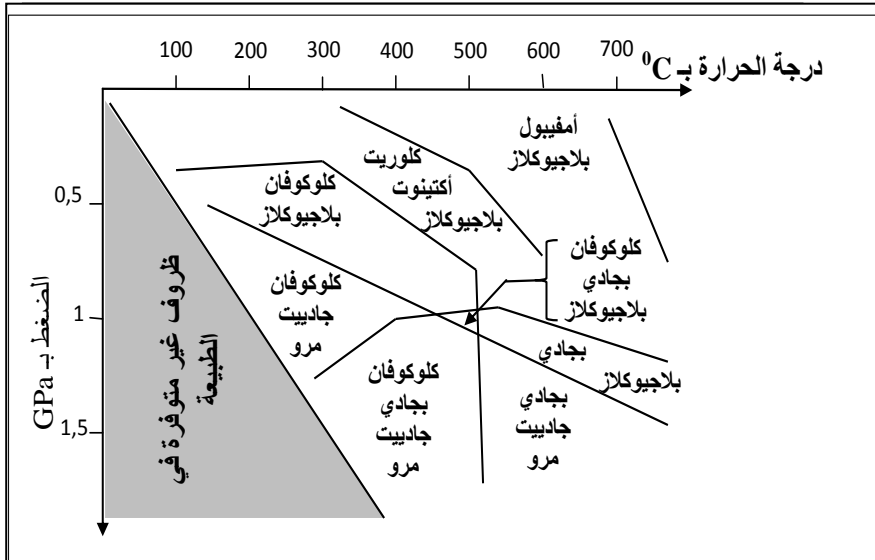 درجة الحرارة بـ ⁰C
100 200 300 400 500 600 700
الضغط بـ GPa
0,5
1
1,5
أمفيبول
بلاجيوكلاز
كلوريت
أكتينوت
بلاجيوكلاز
كلوكوفان
بلاجيوكلاز
كلوكوفان
بجادي
بلاجيوكلاز
كلوكوفان
جادييت
مرو
بجادي
بلاجيوكلاز
كلوكوفان
بجادي
جادييت
مرو
بجادي
جادييت
مرو
ظروف غير متوفرة في
الطبيعة